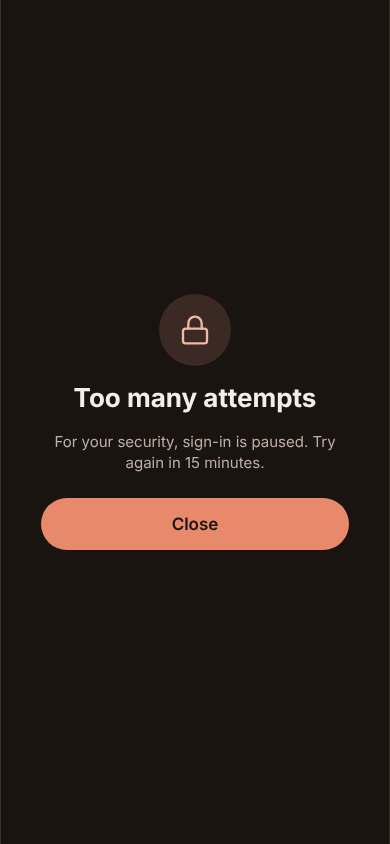 Too many attempts
For your security, sign-in is paused. Try
again in 15 minutes.
Close